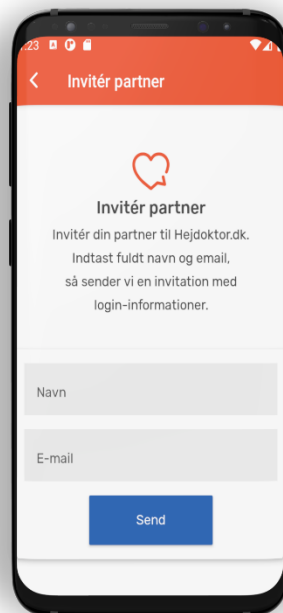 :23
Invitér partner
Invitér partner
Invitér din partner til Hejdoktor.dk.
Indtast fuldt navn og email,
så sender vi en invitation med
login-informationer.
Navn
E-mail
Send